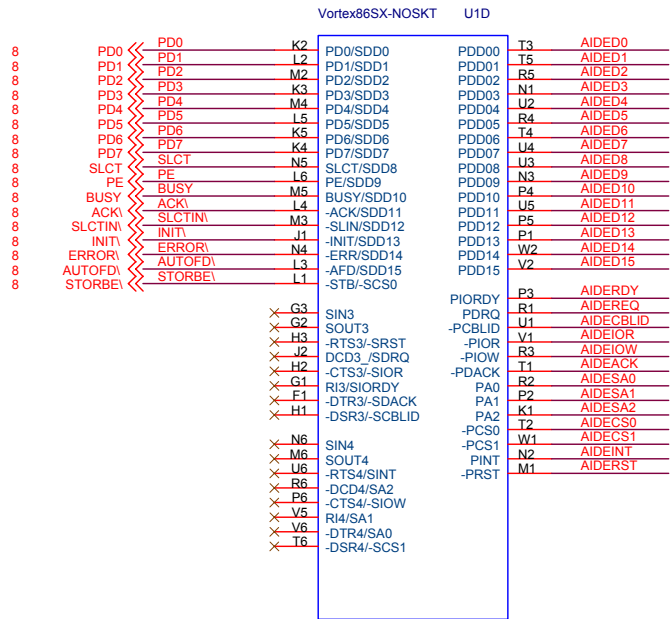 Vortex86SX-NOSKT U1D
8 PD0 PD0 K2 PD0/SDD0 PDD00 T3 AIDED0
8 PD1 PD1 L2 PD1/SDD1 PDD01 T5 AIDED1
8 PD2 PD2 M2 PD2/SDD2 PDD02 R5 AIDED2
8 PD3 PD3 K3 PD3/SDD3 PDD03 N1 AIDED3
8 PD4 PD4 M4 PD4/SDD4 PDD04 U2 AIDED4
8 PD5 PD5 L5 PD5/SDD5 PDD05 R4 AIDED5
8 PD6 PD6 K5 PD6/SDD6 PDD06 T4 AIDED6
8 PD7 PD7 K4 PD7/SDD7 PDD07 U4 AIDED7
8 SLCT SLCT N5 SLCT/SDD8 PDD08 U3 AIDED8
8 PE PE L6 PE/SDD9 PDD09 N3 AIDED9
8 BUSY BUSY M5 BUSY/SDD10 PDD10 P4 AIDED10
8 ACK\ ACK\ L4 -ACK/SDD11 PDD11 U5 AIDED11
8 SLCTIN\ SLCTIN\ M3 -SLIN/SDD12 PDD12 P5 AIDED12
8 INIT\ INIT\ J1 -INIT/SDD13 PDD13 P1 AIDED13
8 ERROR\ ERROR\ N4 -ERR/SDD14 PDD14 W2 AIDED14
8 AUTOFD\ AUTOFD\ L3 -AFD/SDD15 PDD15 V2 AIDED15
8 STORBE\ STORBE\ L1 -STB/-SCS0
PIORDY P3 AIDERDY
G3 SIN3 PDRQ R1 AIDEREQ
G2 SOUT3 -PCBLID U1 AIDECBLID
H3 -RTS3/-SRST -PIOR V1 AIDEIOR
J2 DCD3_/SDRQ -PIOW R3 AIDEIOW
H2 -CTS3/-SIOR -PDACK T1 AIDEACK
G1 RI3/SIORDY PA0 R2 AIDESA0
F1 -DTR3/-SDACK PA1 P2 AIDESA1
H1 -DSR3/-SCBLID PA2 K1 AIDESA2
-PCS0 T2 AIDECS0
N6 SIN4 -PCS1 W1 AIDECS1
M6 SOUT4 PINT N2 AIDEINT
U6 -RTS4/SINT -PRST M1 AIDERST
R6 -DCD4/SA2
P6 -CTS4/-SIOW
V5 RI4/SA1
V6 -DTR4/SA0
T6 -DSR4/-SCS1